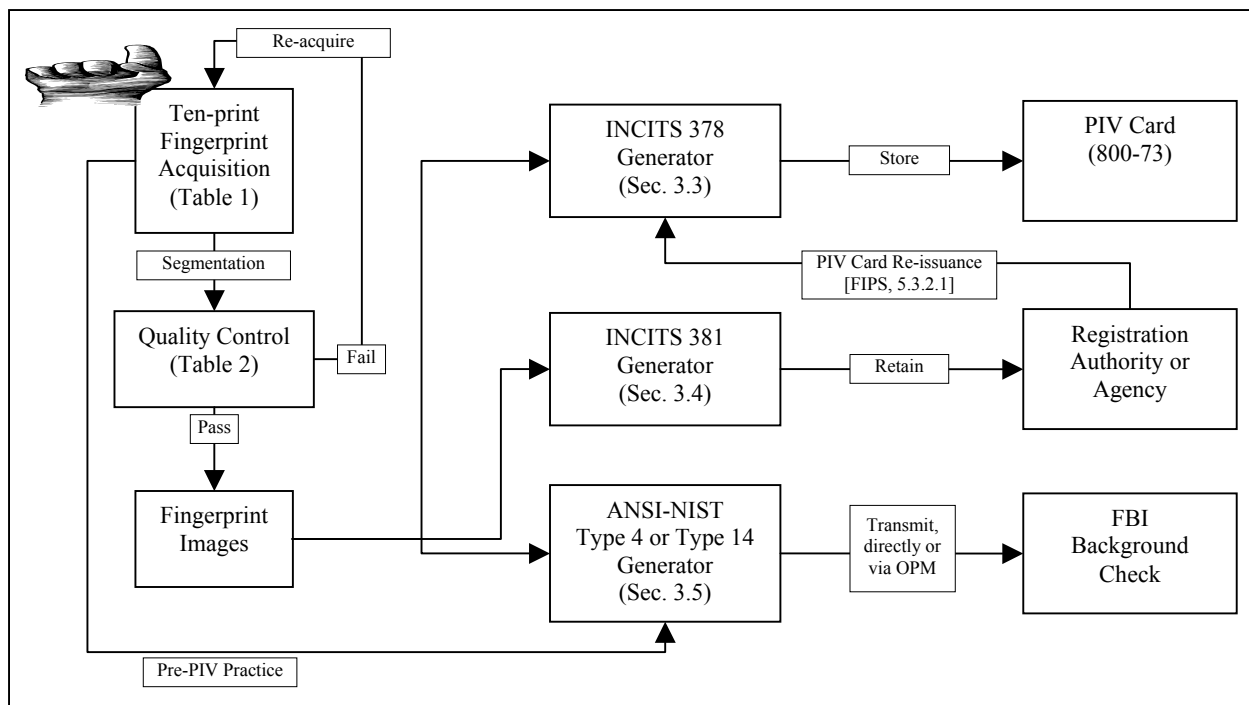 Re-acquire
Ten-print
Fingerprint
Acquisition
(Table 1)
Segmentation
Quality Control
(Table 2)
Fail
Pass
Fingerprint
Images
Pre-PIV Practice
INCITS 378
Generator
(Sec. 3.3)
Store
PIV Card
(800-73)
PIV Card Re-issuance
[FIPS, 5.3.2.1]
INCITS 381
Generator
(Sec. 3.4)
Retain
Registration
Authority or
Agency
ANSI-NIST
Type 4 or Type 14
Generator
(Sec. 3.5)
Transmit,
directly or
via OPM
FBI
Background
Check